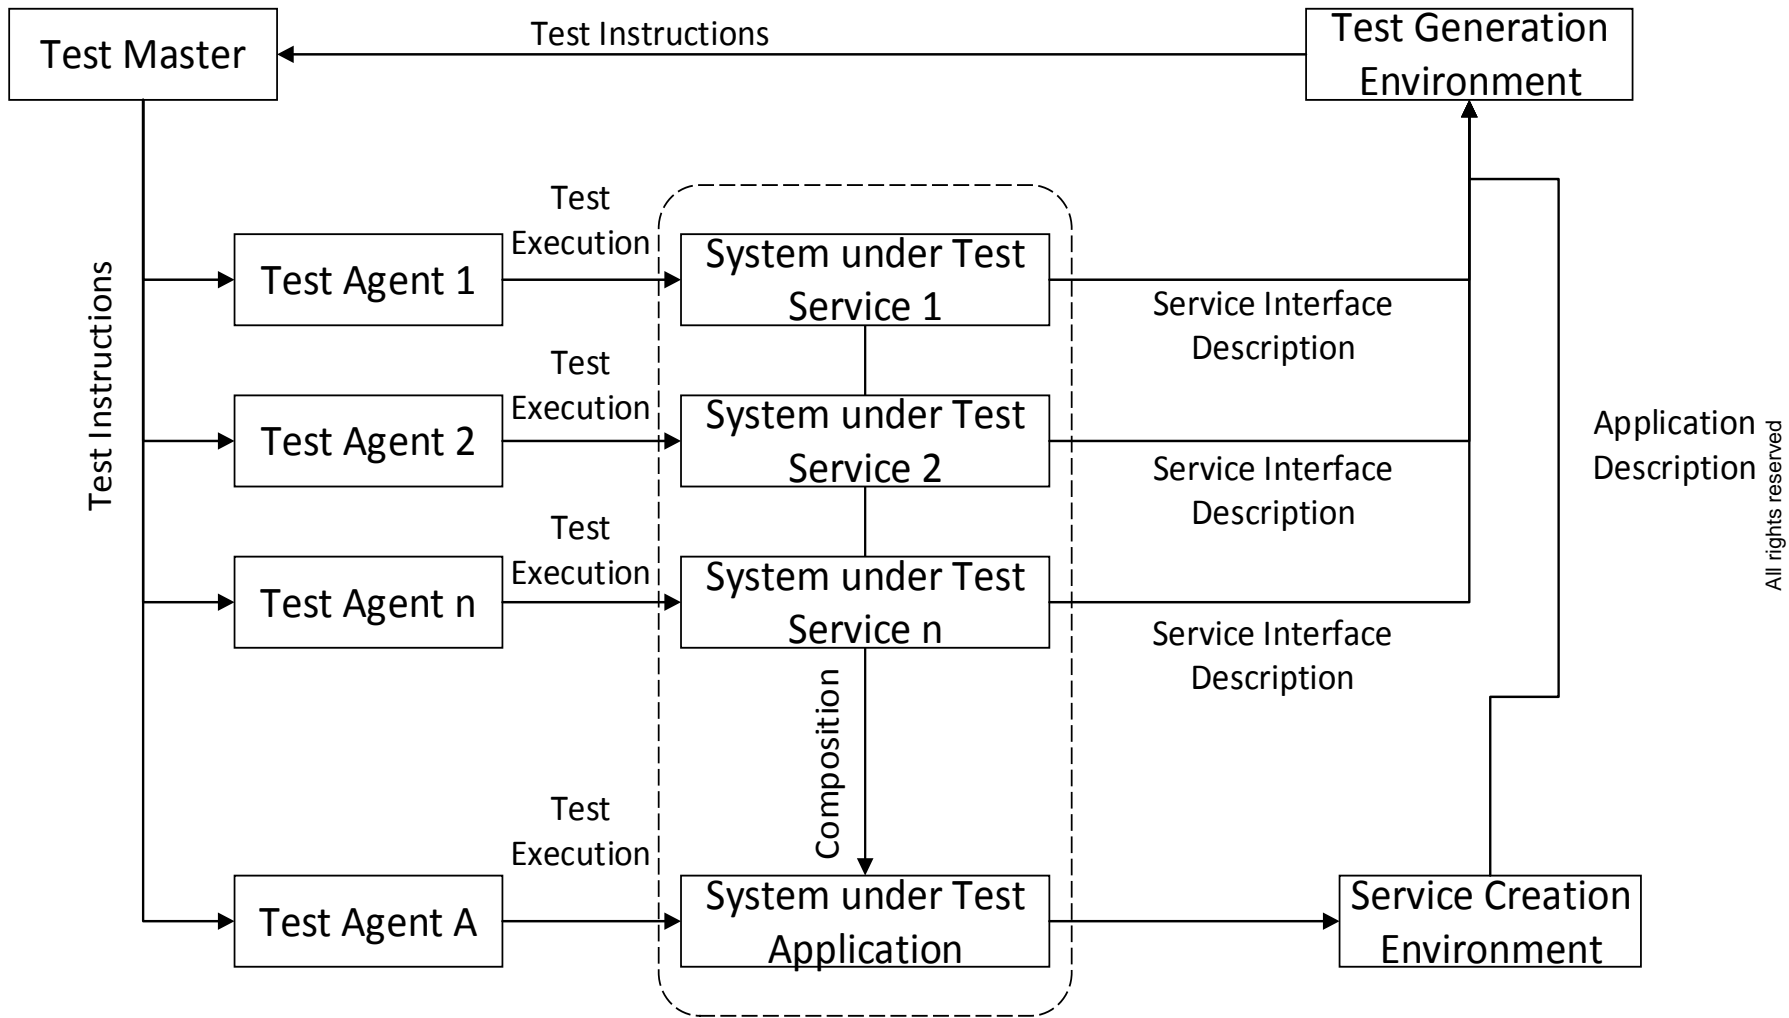 Test Master
Test Instructions
Test Generation
Environment
Test Instructions
Test
Execution
Test Agent 1
System under Test
Service 1
Service Interface
Description
Test
Execution
Test Agent 2
System under Test
Service 2
Service Interface
Description
Application
Description
All rights reserved
Test
Execution
Test Agent n
System under Test
Service n
Service Interface
Description
Composition
Test
Execution
Test Agent A
System under Test
Application
Service Creation
Environment